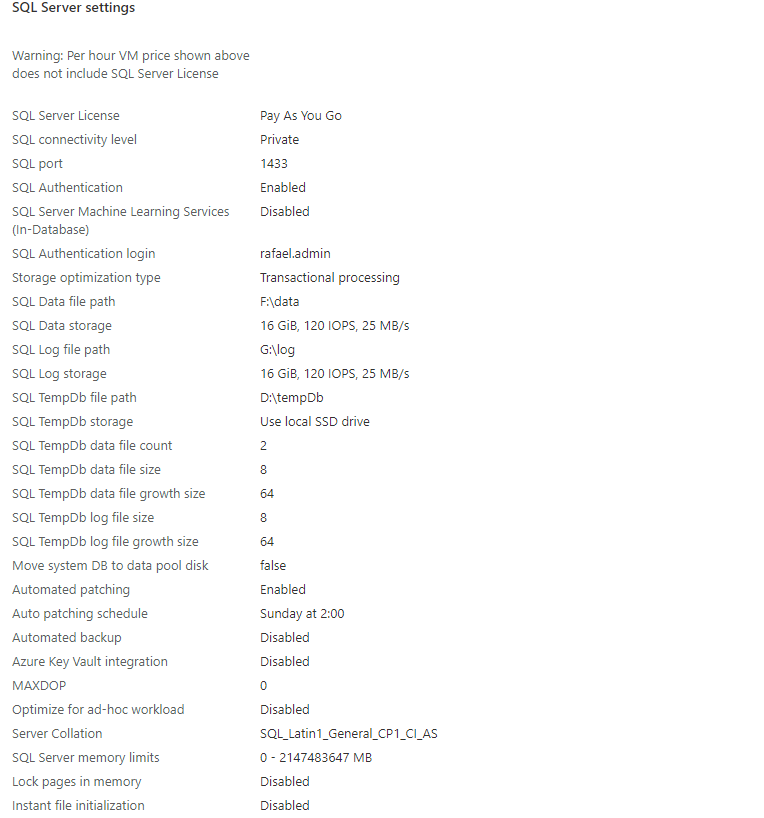 SQL Server settings
Warning: Per hour VM price shown above
does not include SQL Server License
SQL Server License Pay As You Go
SQL connectivity level Private
SQL port 1433
SQL Authentication Enabled
SQL Server Machine Learning Services Disabled
(In-Database)
SQL Authentication login rafael.admin
Storage optimization type Transactional processing
SQL Data file path F:\data
SQL Data storage 16 GiB, 120 IOPS, 25 MB/s
SQL Log file path G:\log
SQL Log storage 16 GiB, 120 IOPS, 25 MB/s
SQL TempDb file path D:\tempDb
SQL TempDb storage Use local SSD drive
SQL TempDb data file count 2
SQL TempDb data file size 8
SQL TempDb data file growth size 64
SQL TempDb log file size 8
SQL TempDb log file growth size 64
Move system DB to data pool disk false
Automated patching Enabled
Auto patching schedule Sunday at 2:00
Automated backup Disabled
Azure Key Vault integration Disabled
MAXDOP 0
Optimize for ad-hoc workload Disabled
Server Collation SQL_Latin1_General_CP1_CI_AS
SQL Server memory limits 0 - 2147483647 MB
Lock pages in memory Disabled
Instant file initialization Disabled